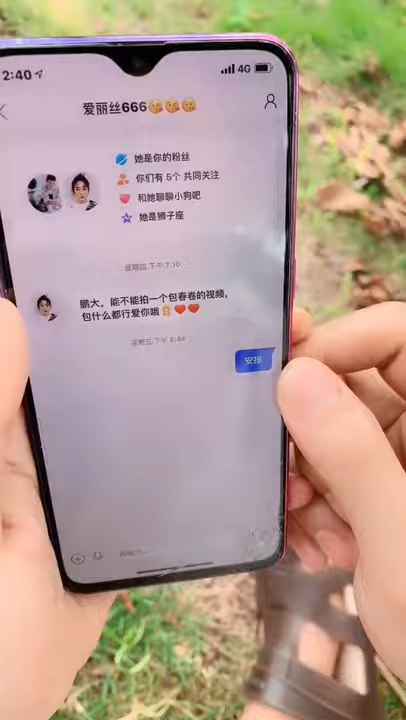 2:40
4G
爱丽丝666😘😘😘
她是你的粉丝
你们有 5个 共同关注
和她聊聊小狗吧
她是狮子座
星期四 下午 7:10
鹏大，能不能拍一个包春卷的视频，
包什么都行爱你哦
星期五 下午 8:44
安排